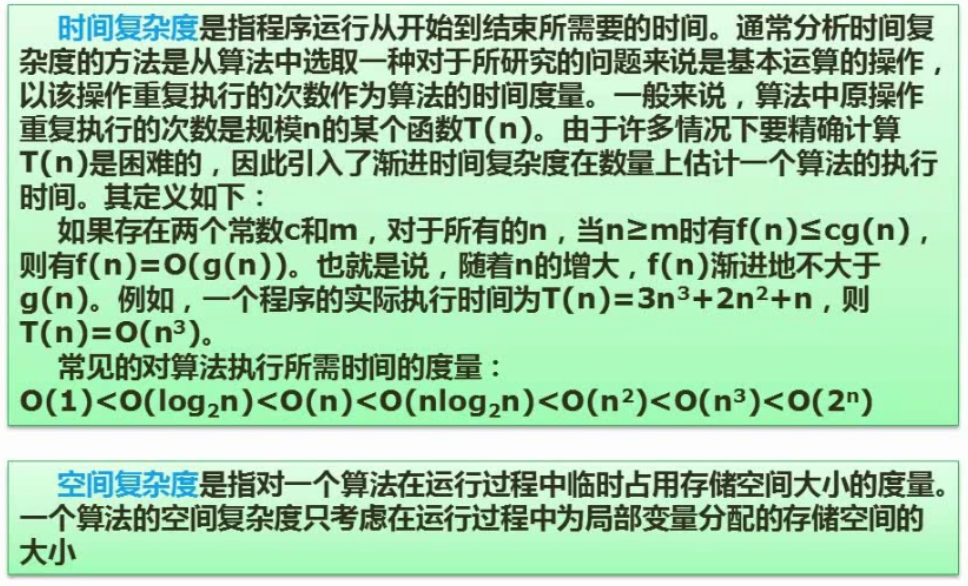 时间复杂度是指程序运行从开始到结束所需要的时间。通常分析时间复
杂度的方法是从算法中选取一种对于所研究的问题来说是基本运算的操作，
以该操作重复执行的次数作为算法的时间度量。一般来说，算法中原操作
重复执行的次数是规模n的某个函数T(n)。由于许多情况下要精确计算
T(n)是困难的，因此引入了渐进时间复杂度在数量上估计一个算法的执行
时间。其定义如下：
如果存在两个常数c和m，对于所有的n，当n≥m时有f(n)≤cg(n)，
则有f(n)=O(g(n))。也就是说，随着n的增大，f(n)渐进地不大于
g(n)。例如，一个程序的实际执行时间为T(n)=3n³+2n²+n，则
T(n)=O(n³)。
常见的对算法执行所需时间的度量：
O(1)<O(log₂n)<O(n)<O(nlog₂n)<O(n²)<O(n³)<O(2ⁿ)
空间复杂度是指对一个算法在运行过程中临时占用存储空间大小的度量。
一个算法的空间复杂度只考虑在运行过程中为局部变量分配的存储空间的
大小